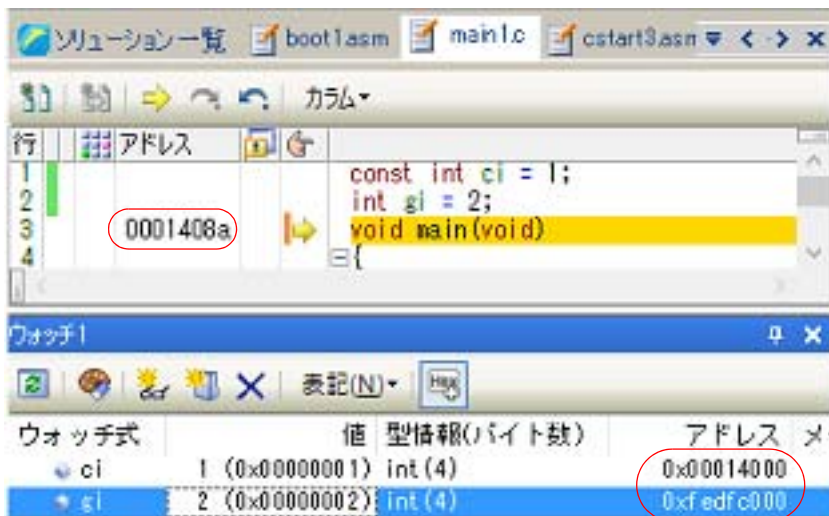 ソリューション一覧 boot1asm main1.c cstart3.asm
カラム
行 アドレス
1 const int ci = 1;
2 int gi = 2;
3 0001408a void main(void)
4 {
ウォッチ1
表記(N) Hex
ウォッチ式 値 型情報(バイト数) アドレス メ
ci 1 (0x00000001) int(4) 0x00014000
gi 2 (0x00000002) int(4) 0xfedfc000